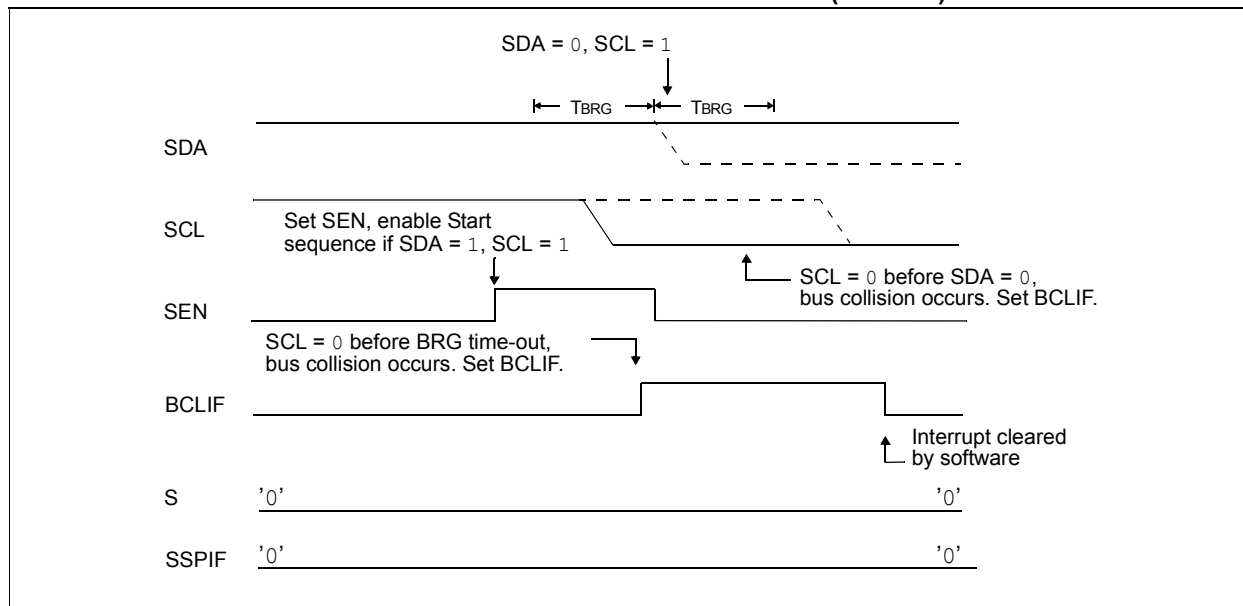 SDA = 0, SCL = 1
TBRG TBRG
SDA
SCL
Set SEN, enable Start
sequence if SDA = 1, SCL = 1
SCL = 0 before SDA = 0,
bus collision occurs. Set BCLIF.
SEN
SCL = 0 before BRG time-out,
bus collision occurs. Set BCLIF.
BCLIF
Interrupt cleared
by software
S '0' '0'
SSPIF '0' '0'